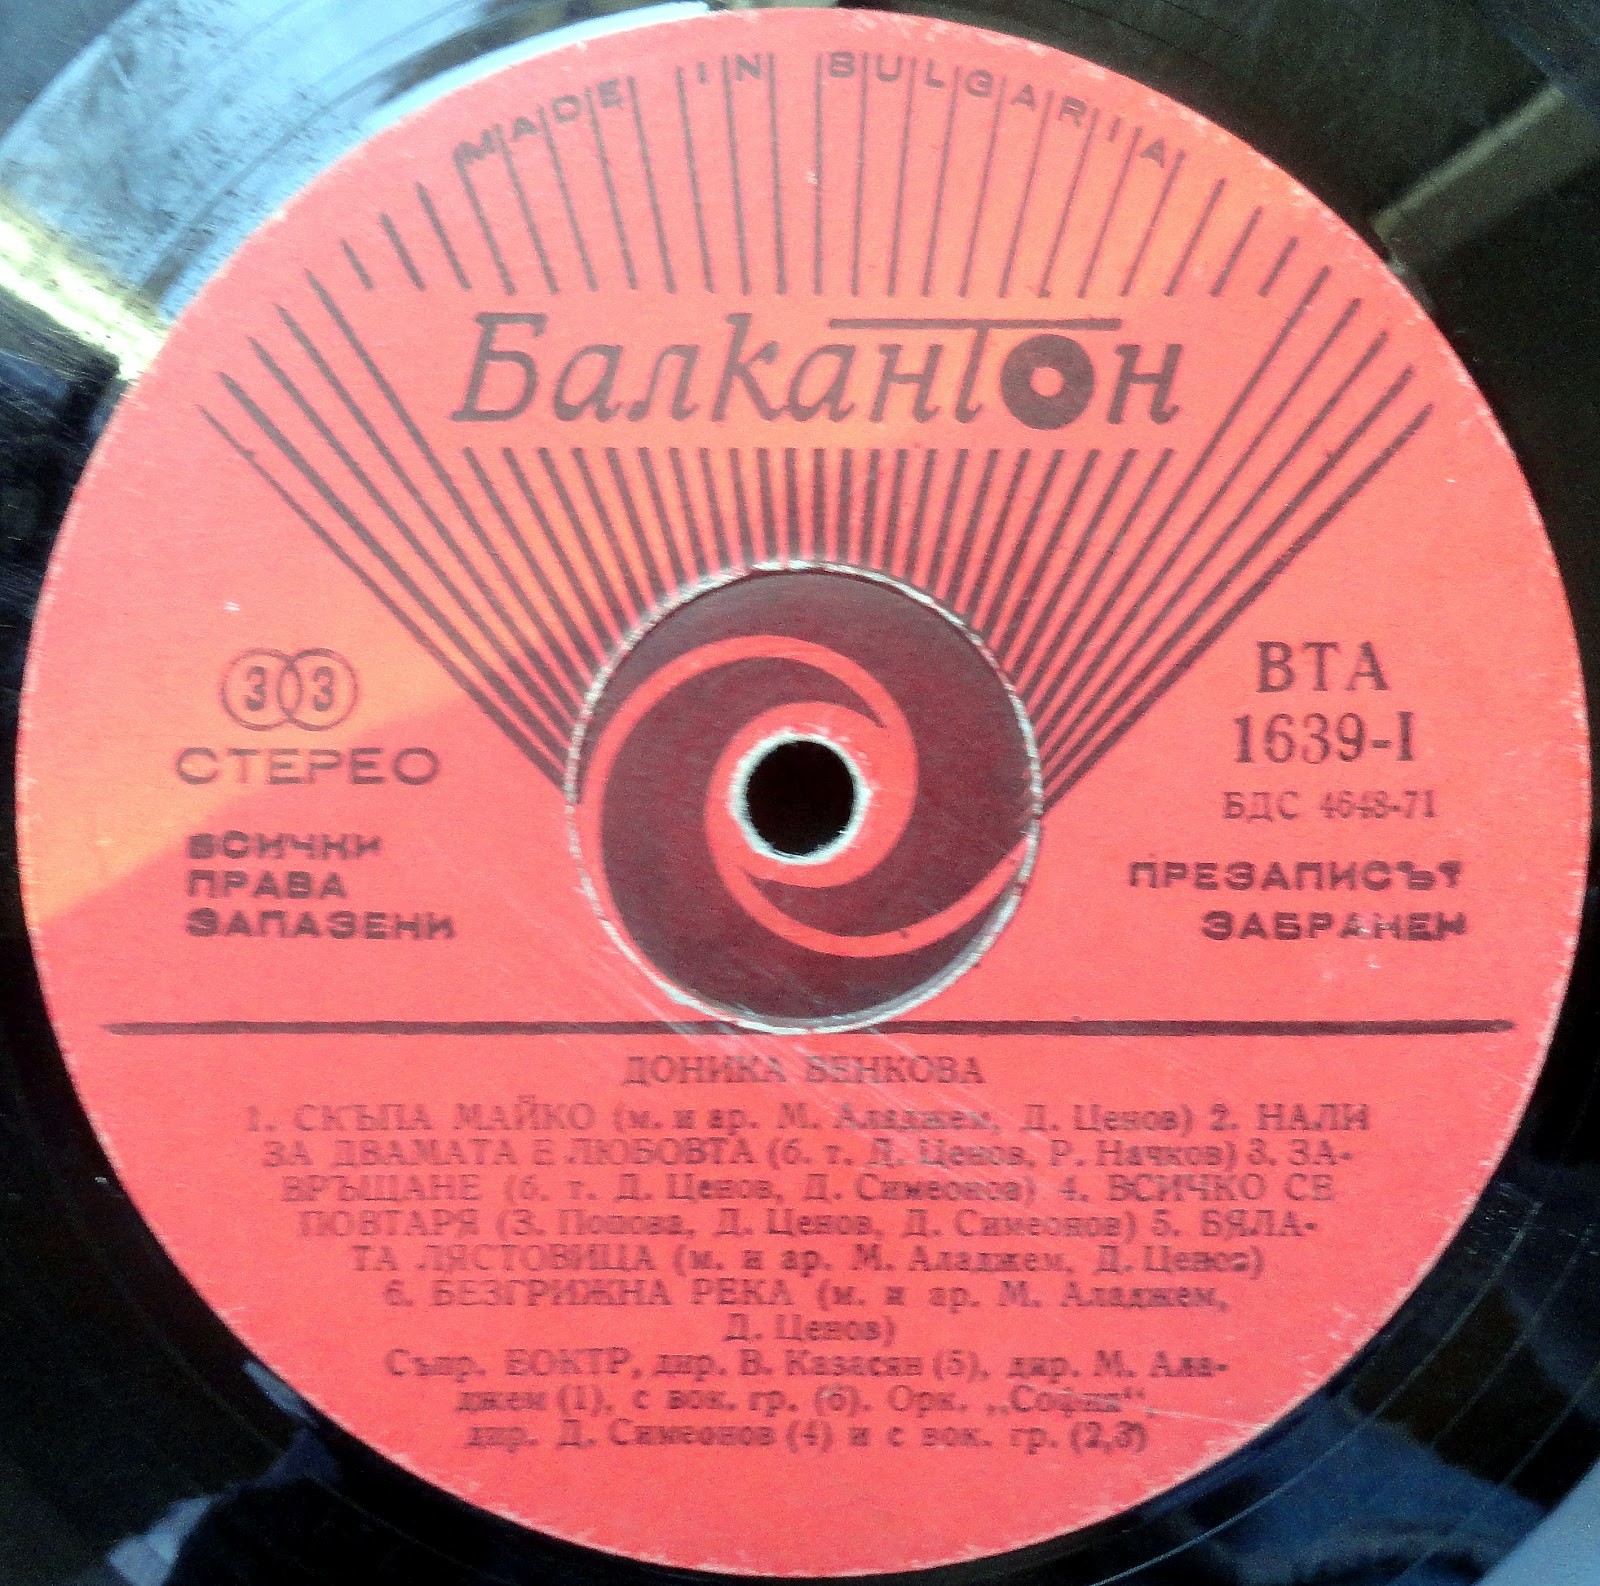 MADE IN BULGARIA
Балкантон
33
СТЕРЕО
ВСИЧКИ
ПРАВА
ЗАПАЗЕНИ
ВТА
1639-I
БДС 4648-71
ПРЕЗАПИСЪТ
ЗАБРАНЕН
ДОНИКА ВЕНКОВА
1. СКЪПА МАЙКО (м. и ар. М. Аладжем, Д. Ценов) 2. НАЛИ
ЗА ДВАМАТА Е ЛЮБОВТА (б. т. Д. Ценов, Р. Начков) 3. ЗА-
ВРЪЩАНЕ (б. т. Д. Ценов, Д. Симеонов) 4. ВСИЧКО СЕ
ПОВТАРЯ (З. Попова, Д. Ценов, Д. Симеонов) 5. БЯЛА-
ТА ЛЯСТОВИЦА (м. и ар. М. Аладжем, Д. Ценов)
6. БЕЗГРИЖНА РЕКА (м. и ар. М. Аладжем,
Д. Ценов)
Съпр. ЕОКТР, дир. В. Казасян (5), дир. М. Ала-
джем (1), с вок. гр. (6). Орк. „София",
дир. Д. Симеонов (4) и с вок. гр. (2,3)